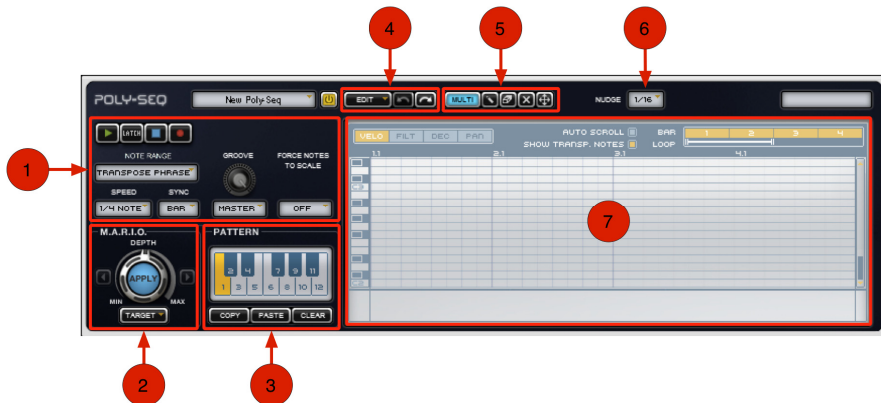 4
5
6
POLY-SEQ
New Poly-Seq
EDIT
MULTI
NUDGE
1/16
1
LATCH
NOTE RANGE
TRANSPOSE PHRASE
GROOVE
FORCE NOTES
TO SCALE
SPEED
SYNC
1/4 NOTE
BAR
MASTER
OFF
VELO
FILT
DEC
PAN
AUTO SCROLL
SHOW TRANSP. NOTES
BAR
LOOP
1 2 3 4
1.1
2.1
3.1
4.1
C3
7
C2
M.A.R.I.O.
DEPTH
APPLY
MIN
MAX
TARGET
PATTERN
2 4 7 9 11
1 3 5 6 8 10 12
COPY
PASTE
CLEAR
2
3